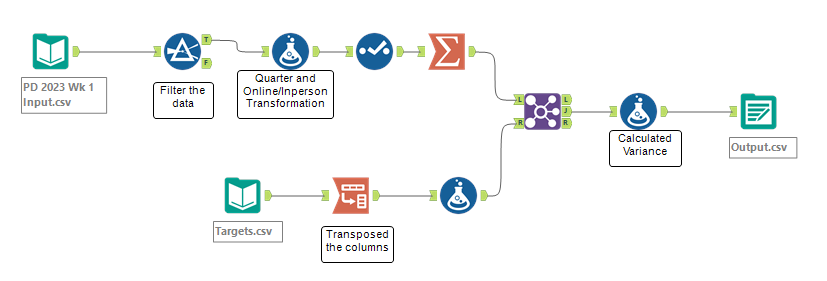 T
F
PD 2023 Wk 1
Input.csv
Filter the
data
Quarter and
Online/Inperson
Transformation
L
R
L
J
R
Calculated
Variance
Output.csv
Targets.csv
Transposed
the columns